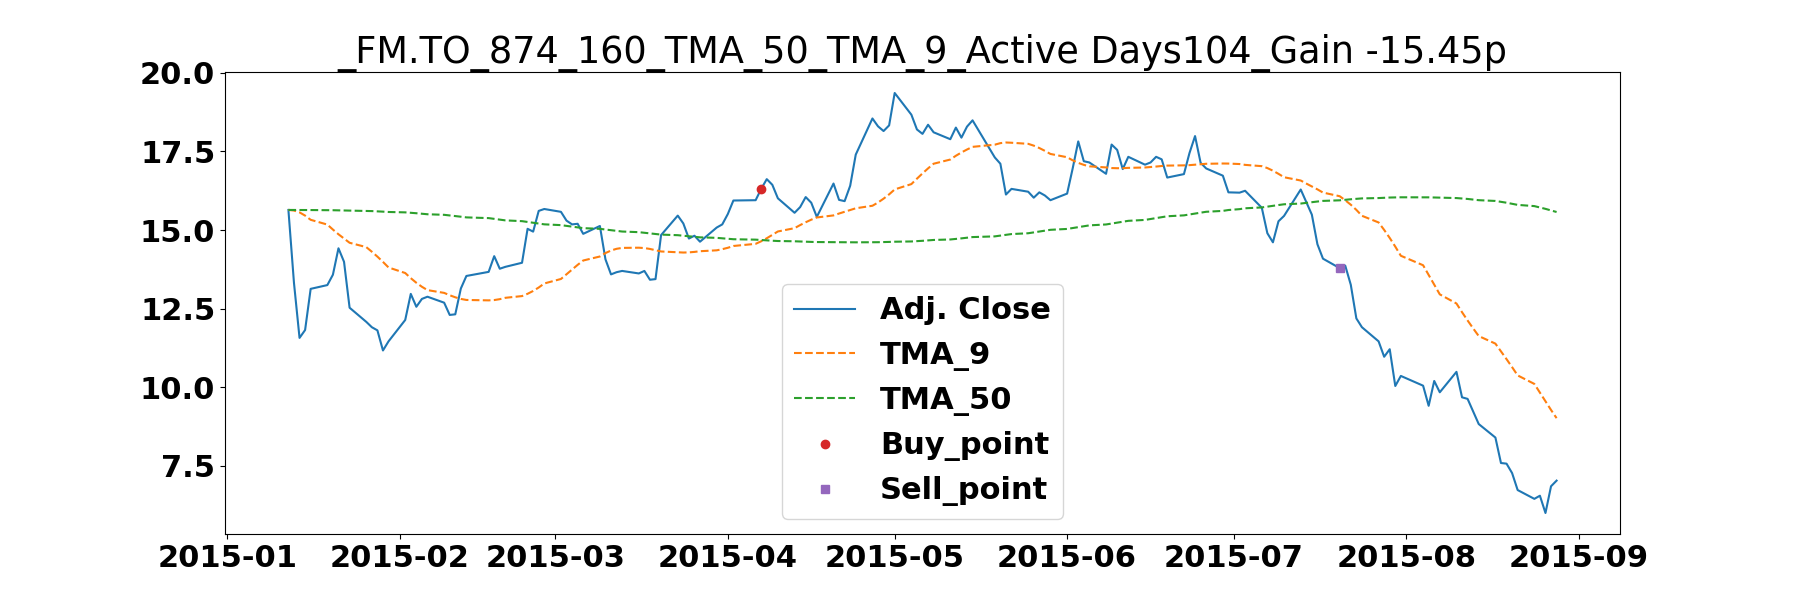 _FM.TO_874_160_TMA_50_TMA_9_Active Days104_Gain -15.45p
20.0
17.5
15.0
12.5
10.0
7.5
Adj. Close
TMA_9
TMA_50
Buy_point
Sell_point
2015-01 2015-02 2015-03 2015-04 2015-05 2015-06 2015-07 2015-08 2015-09